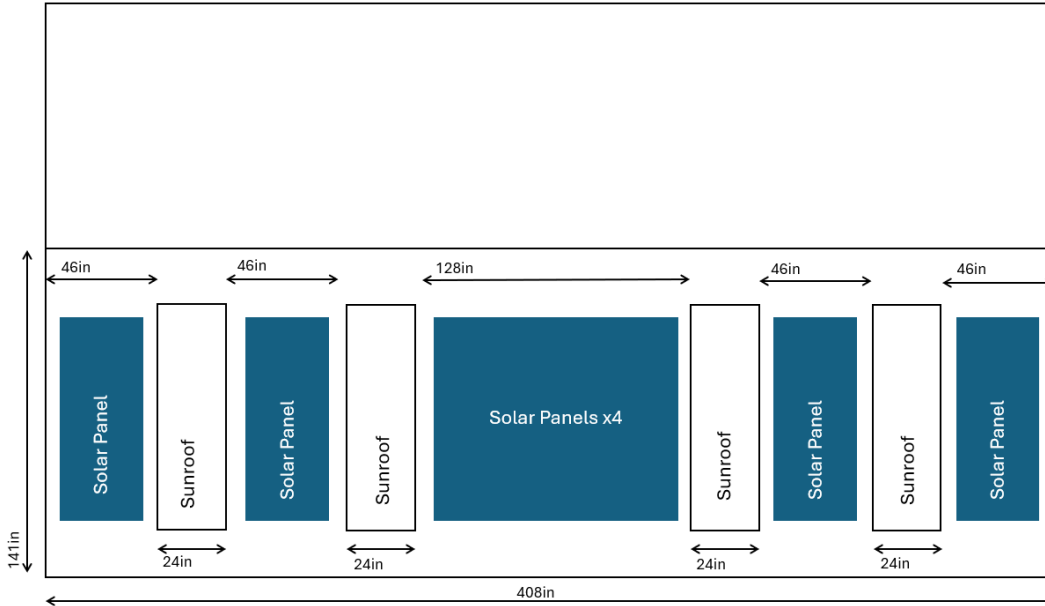 46in
46in
128in
46in
46in
Solar Panel
Sunroof
Solar Panel
Sunroof
Solar Panels x4
Sunroof
Solar Panel
Sunroof
Solar Panel
141in
24in
24in
24in
24in
408in